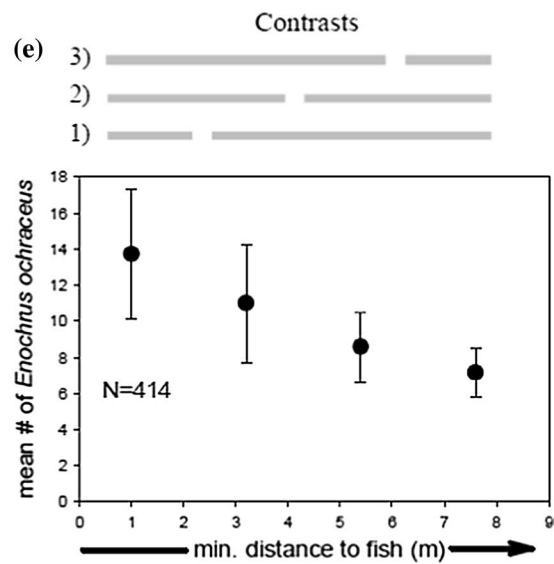 Contrasts
(e)
3)
2)
1)
18
16
14
12
10
8
6
4
2
0
mean # of Enochrus ochraceus
N=414
0 1 2 3 4 5 6 7 8 9
min. distance to fish (m)